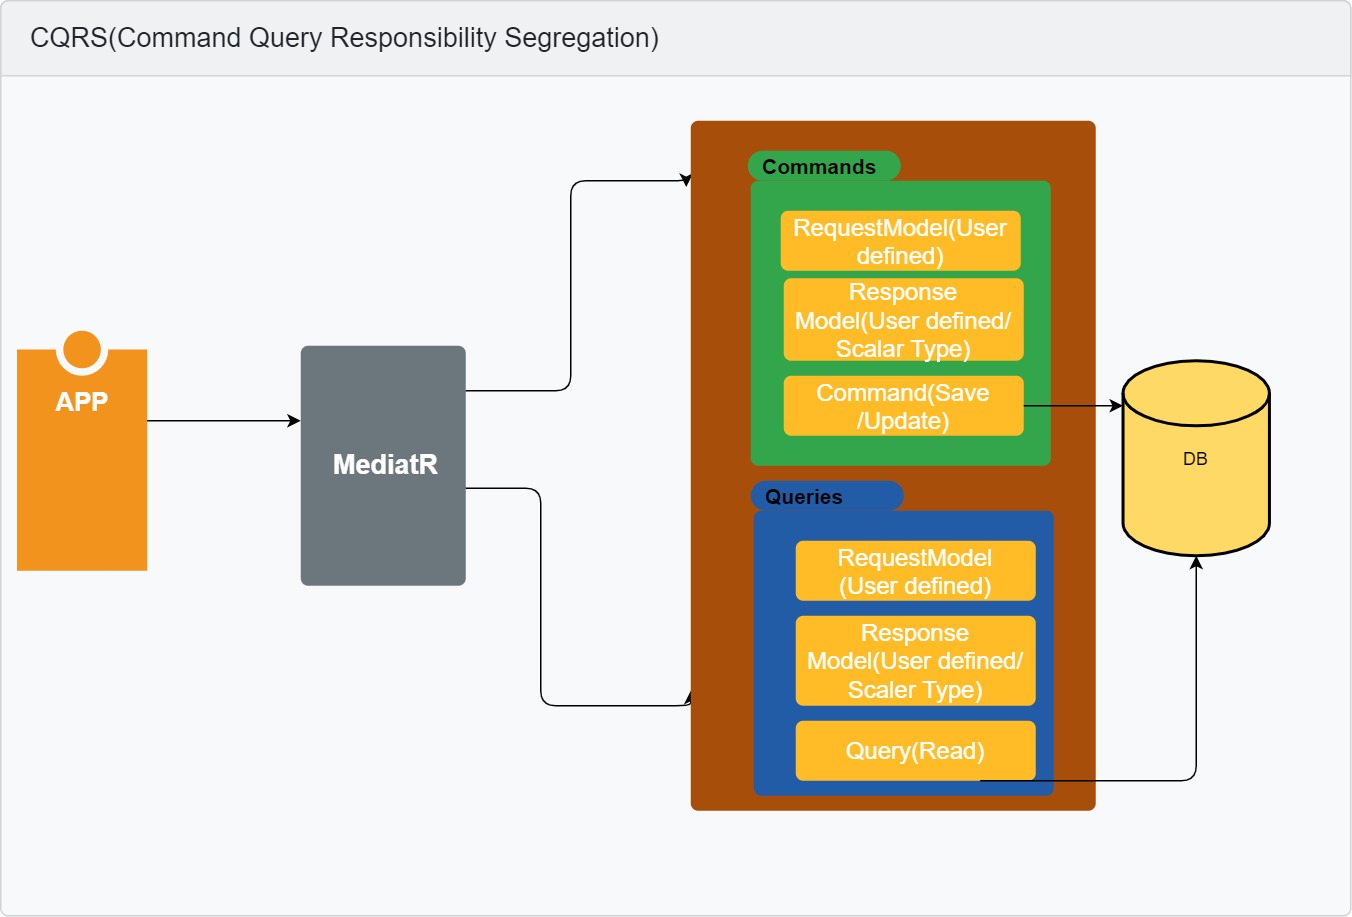 CQRS(Command Query Responsibility Segregation)
APP
MediatR
Commands
RequestModel(User
defined)
Response
Model(User defined/
Scalar Type)
Command(Save
/Update)
Queries
RequestModel
(User defined)
Response
Model(User defined/
Scaler Type)
Query(Read)
DB